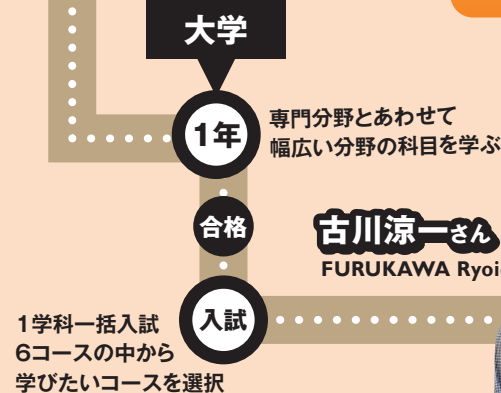 大学
1年
専門分野とあわせて
幅広い分野の科目を学ぶ
合格
古川涼一さん
FURUKAWA Ryoi
入試
1学科一括入試
6コースの中から
学びたいコースを選択